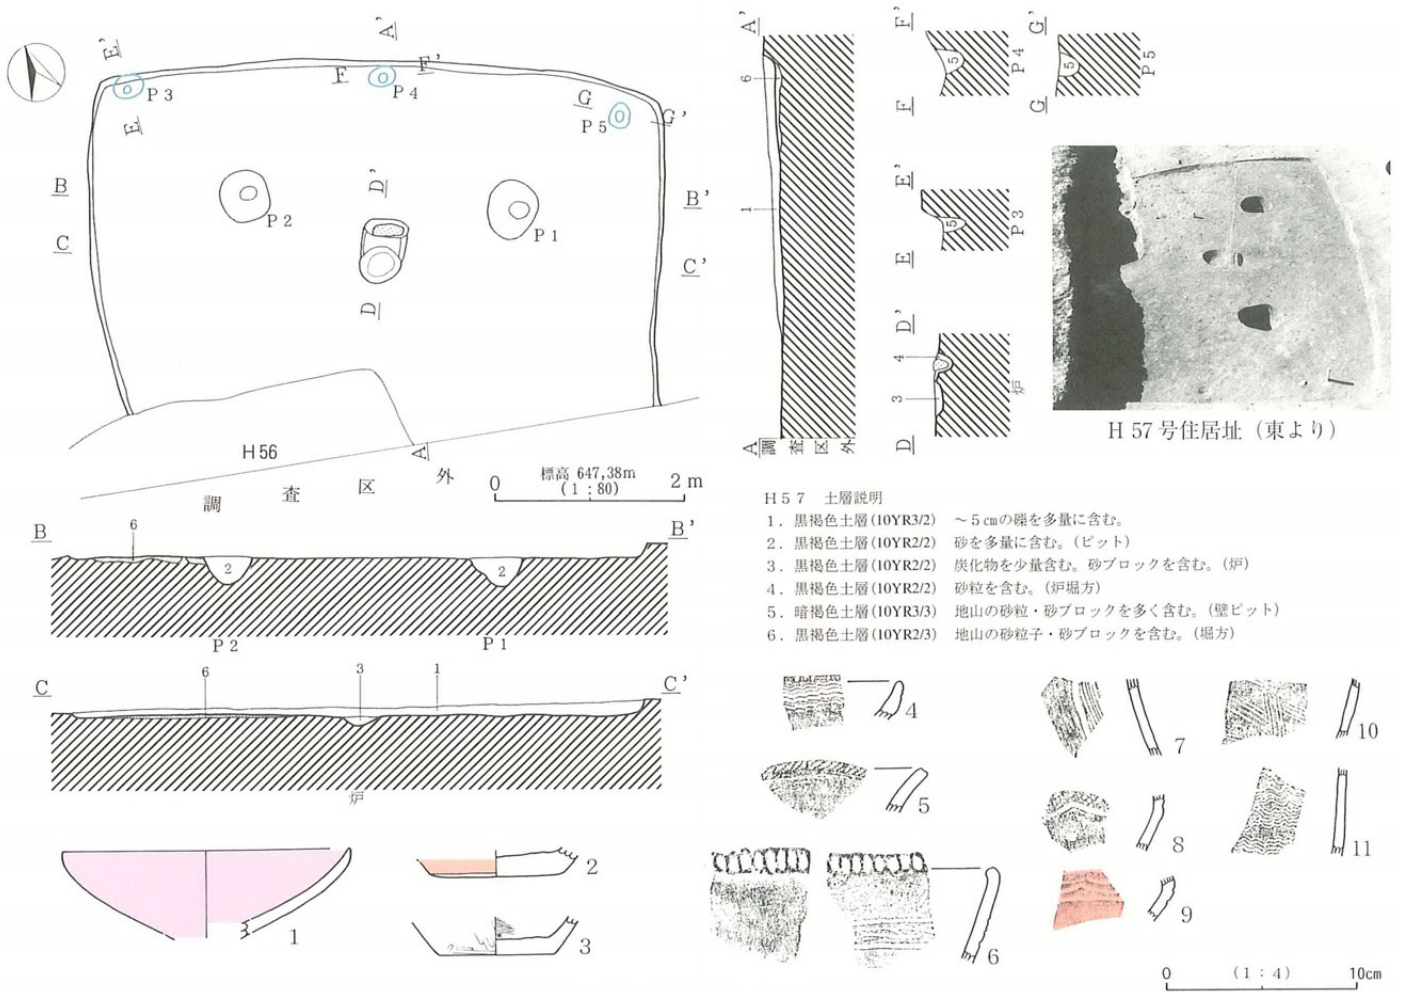 A'
E'
F
F'
P 3
P 4
E
G
G'
P 5
B
B'
P 2
D'
P 1
C
C'
D
H56
A
調 査 区 外
0 標高 647,38m 2 m
(1 : 80)
A'
6
1
A
調査区外
F'
5
P 4
F
G'
5
P 5
G
E'
5
P 3
E
D'
4
3
炉
D
H 57 号住居址 (東より)
H57 土層説明
1. 黒褐色土層(10YR3/2) ～5㎝の礫を多量に含む。
2. 黒褐色土層(10YR2/2) 砂を多量に含む。(ピット)
3. 黒褐色土層(10YR2/2) 炭化物を少量含む。砂ブロックを含む。(炉)
4. 黒褐色土層(10YR2/2) 砂粒を含む。(炉堀方)
5. 暗褐色土層(10YR3/3) 地山の砂粒・砂ブロックを多く含む。(壁ピット)
6. 黒褐色土層(10YR2/3) 地山の砂粒子・砂ブロックを含む。(堀方)
B
6
B'
2
2
P 2
P 1
C
6
3
1
C'
炉
1
2
3
4
5
6
7
8
9
10
11
0 (1 : 4) 10cm